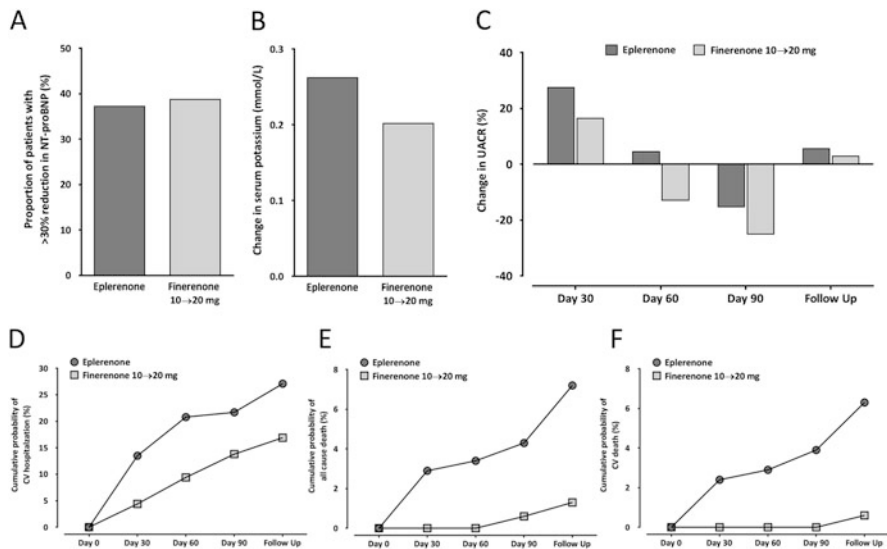 A
Proportion of patients with
>30% reduction in NT-proBNP (%)
50
40
30
20
10
0
Eplerenone
Finerenone
10→20 mg
B
Change in serum potassium (mmol/L)
0.3
0.2
0.1
0.0
Eplerenone
Finerenone
10→20 mg
C
Eplerenone
Finerenone 10→20 mg
Change in UACR (%)
40
20
0
-20
-40
Day 30
Day 60
Day 90
Follow Up
D
Eplerenone
Finerenone 10→20 mg
Cumulative probability of
CV hospitalization (%)
30
25
20
15
10
5
0
Day 0
Day 30
Day 60
Day 90
Follow Up
E
Eplerenone
Finerenone 10→20 mg
Cumulative probability of
all cause death (%)
8
6
4
2
0
Day 0
Day 30
Day 60
Day 90
Follow Up
F
Eplerenone
Finerenone 10→20 mg
Cumulative probability of
CV death (%)
8
6
4
2
0
Day 0
Day 30
Day 60
Day 90
Follow Up